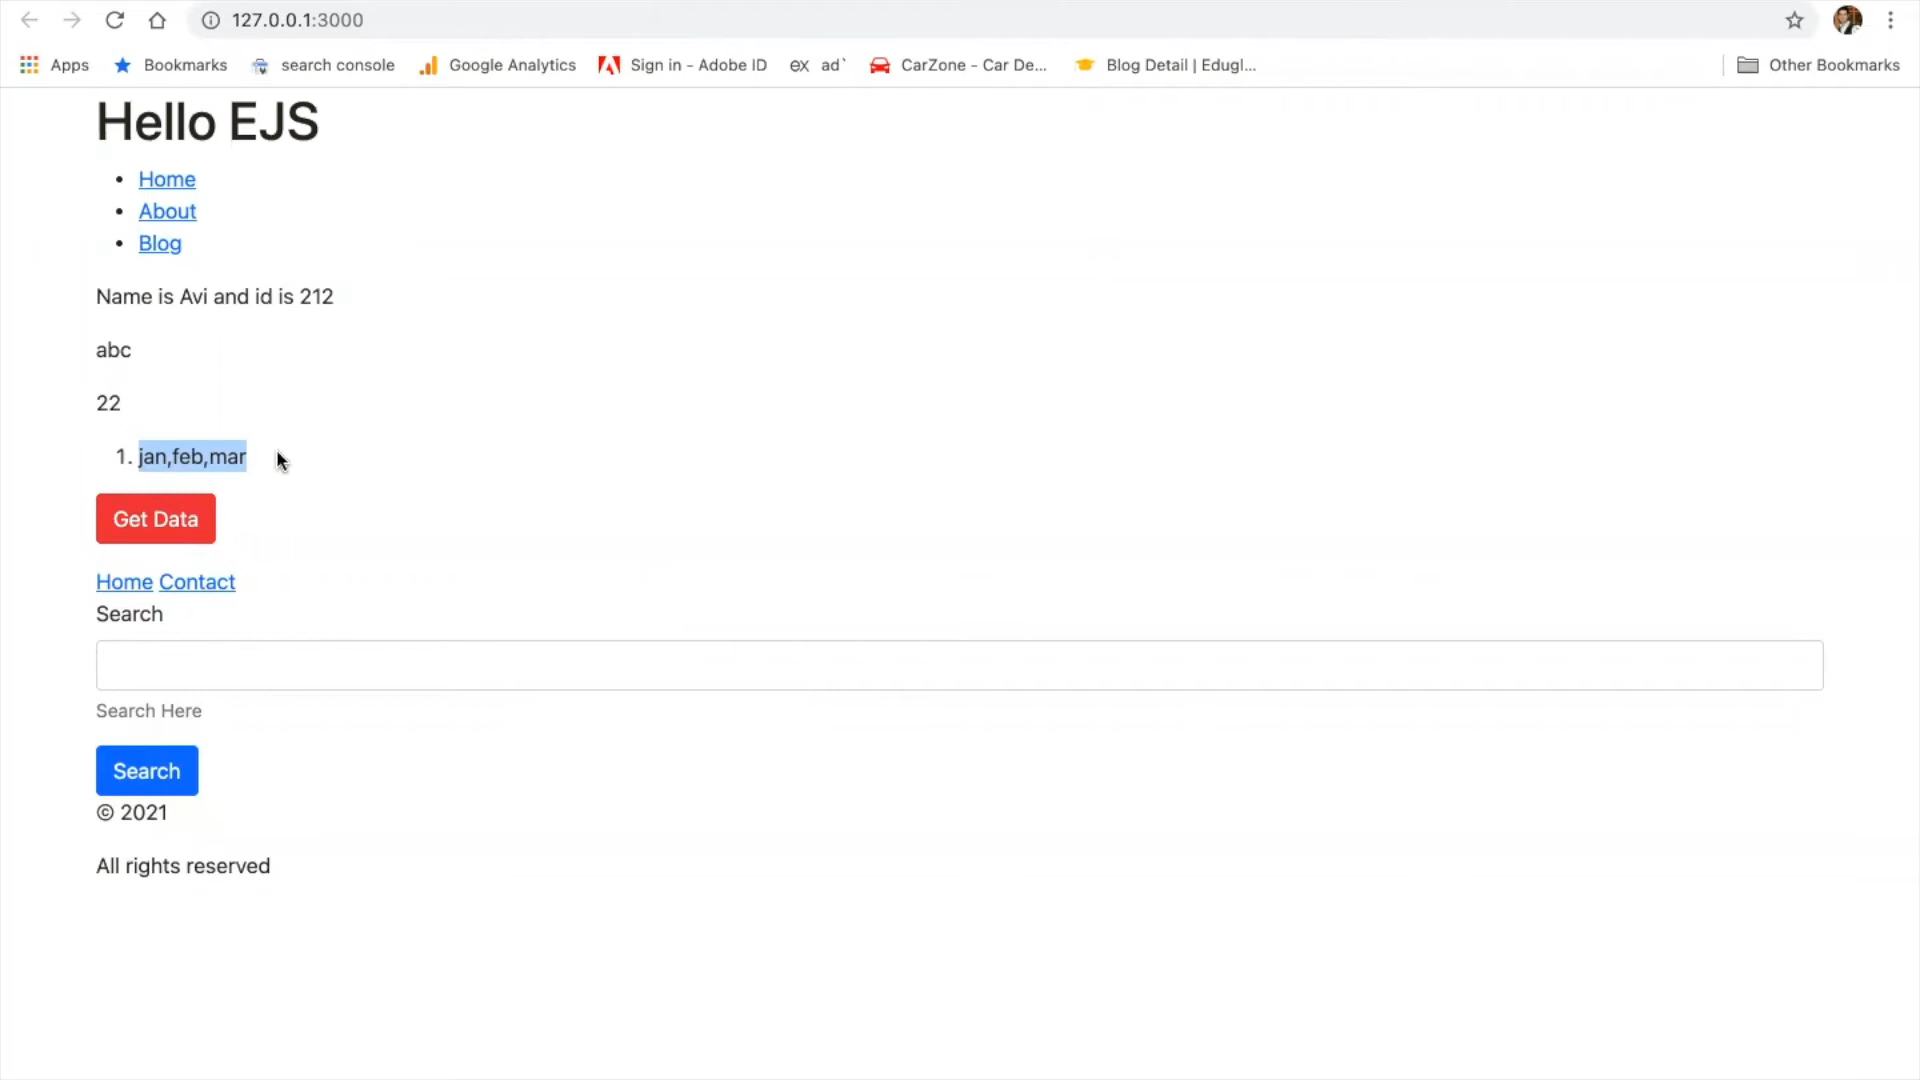 127.0.0.1:3000
Apps Bookmarks search console Google Analytics Sign in - Adobe ID ex ad` CarZone - Car De... Blog Detail | Edugl... Other Bookmarks
Hello EJS
• Home
• About
• Blog
Name is Avi and id is 212
abc
22
1. jan,feb,mar
Get Data
Home Contact
Search
Search Here
Search
© 2021
All rights reserved